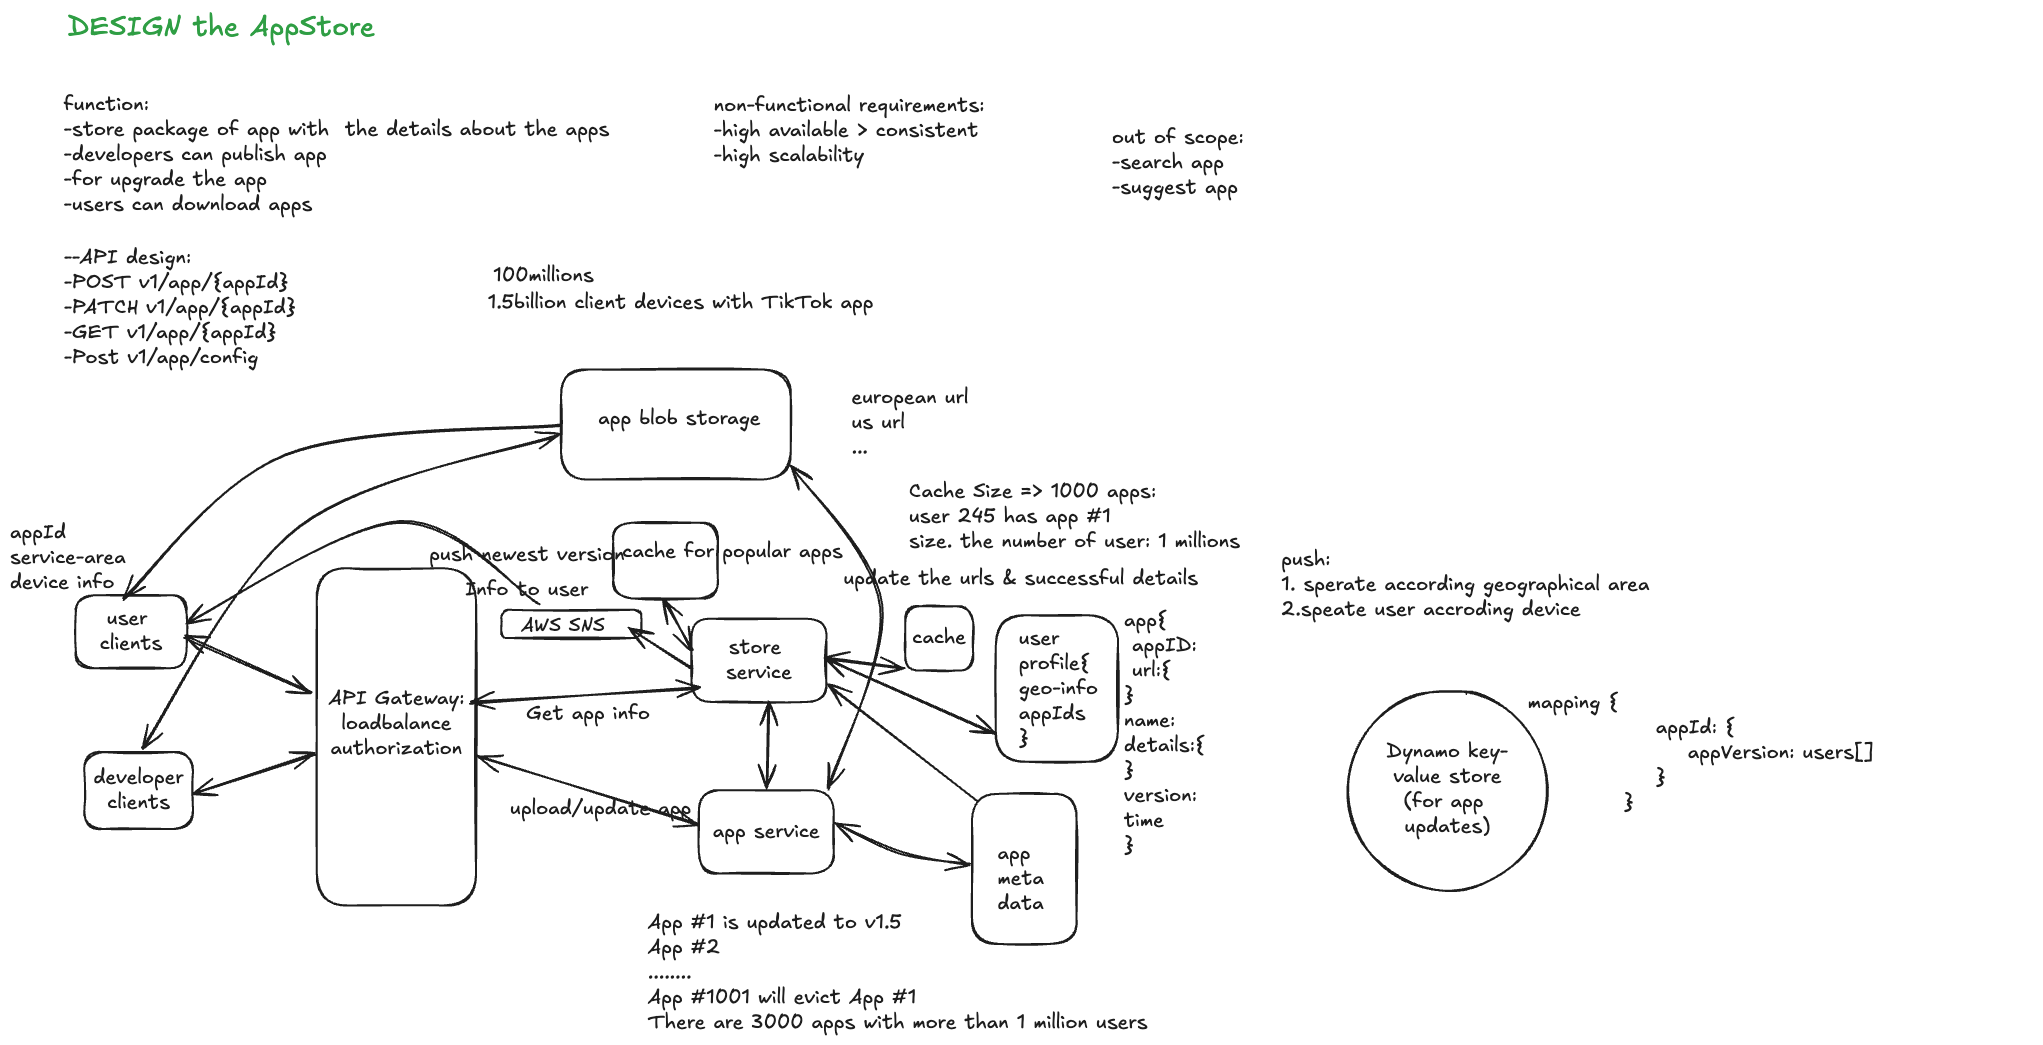 DESIGN the AppStore
function:
-store package of app with  the details about the apps
-developers can publish app
-for upgrade the app
-users can download apps
non-functional requirements:
-high available > consistent
-high scalability
out of scope:
-search app
-suggest app
--API design:
-POST v1/app/{appId}
-PATCH v1/app/{appId}
-GET v1/app/{appId}
-Post v1/app/config
100millions
1.5billion client devices with TikTok app
app blob storage
european url
us url
...
Cache Size => 1000 apps:
user 245 has app #1
size. the number of user: 1 millions
appId
service-area
device info
user
clients
developer
clients
API Gateway:
loadbalance
authorization
push newest version
Info to user
cache for popular apps
AWS SNS
update the urls & successful details
store
service
cache
Get app info
upload/update app
app service
user
profile{
geo-info
appIds
}
app{
appID:
url:{
}
name:
details:{
}
version:
time
}
app
meta
data
push:
1. sperate according geographical area
2.speate user accroding device
Dynamo key-
value store
(for app
updates)
mapping {
appId: {
appVersion: users[]
}
}
App #1 is updated to v1.5
App #2
........
App #1001 will evict App #1
There are 3000 apps with more than 1 million users